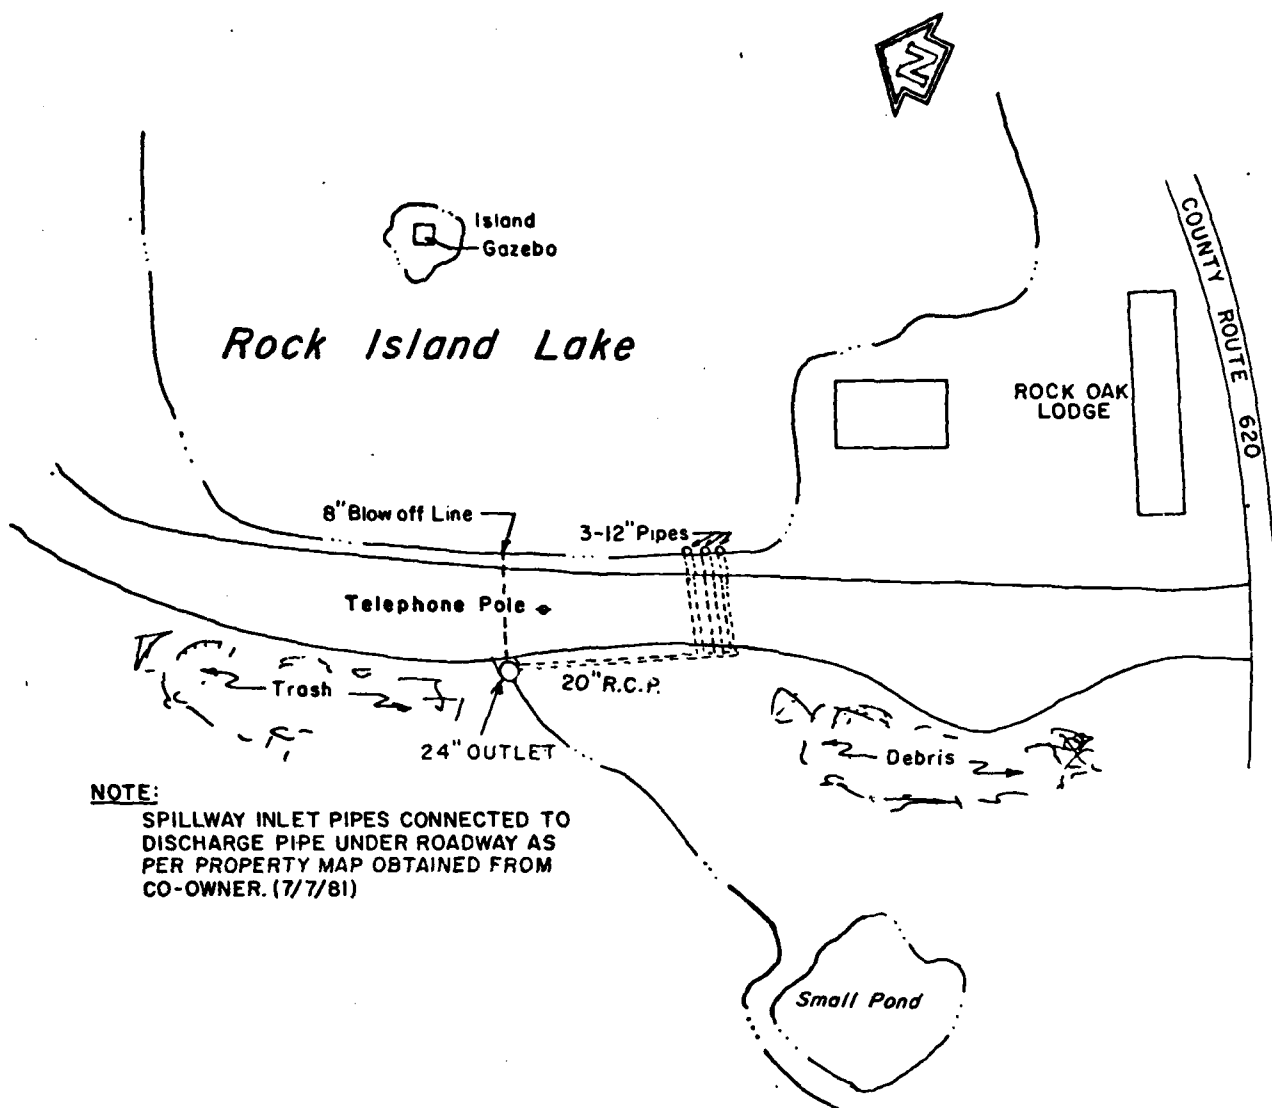 N
Island
Gazebo
Rock Island Lake
COUNTY ROUTE 620
ROCK OAK
LODGE
8" Blow off Line
3-12" Pipes
Telephone Pole
Trash
20" R.C.P.
24" OUTLET
Debris
NOTE:
SPILLWAY INLET PIPES CONNECTED TO
DISCHARGE PIPE UNDER ROADWAY AS
PER PROPERTY MAP OBTAINED FROM
CO-OWNER. (7/7/81)
Small Pond